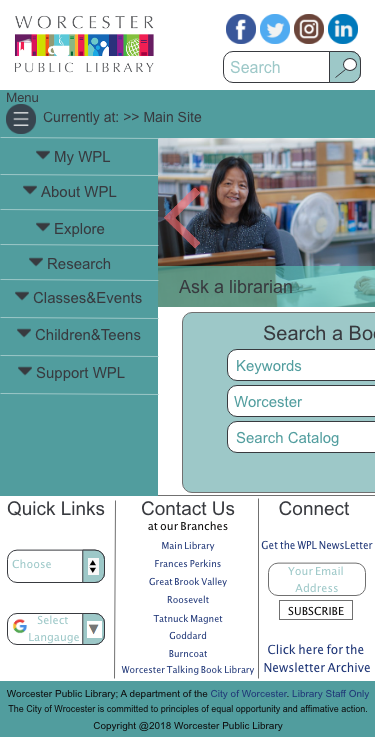 WORCESTER
PUBLIC LIBRARY
Search
Menu
Currently at: >> Main Site
My WPL
About WPL
Explore
Research
Classes&Events
Children&Teens
Support WPL
Ask a librarian
Search a Boo
Keywords
Worcester
Search Catalog
Quick Links
Choose
Select
Langauge
Contact Us
at our Branches
Main Library
Frances Perkins
Great Brook Valley
Roosevelt
Tatnuck Magnet
Goddard
Burncoat
Worcester Talking Book Library
Connect
Get the WPL NewsLetter
Your Email
Address
SUBSCRIBE
Click here for the
Newsletter Archive
Worcester Public Library; A department of the City of Worcester. Library Staff Only
The City of Wrocester is committed to principles of equal opportunity and affirmative action.
Copyright @2018 Worcester Public Library